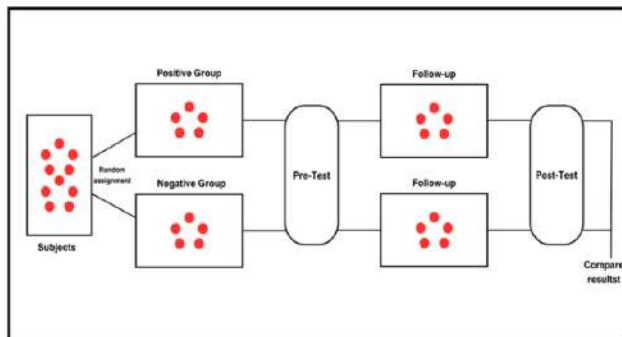 Positive Group
Follow-up
Random
assignment
Pre-Test
Post-Test
Negative Group
Follow-up
Subjects
Compare
resultst